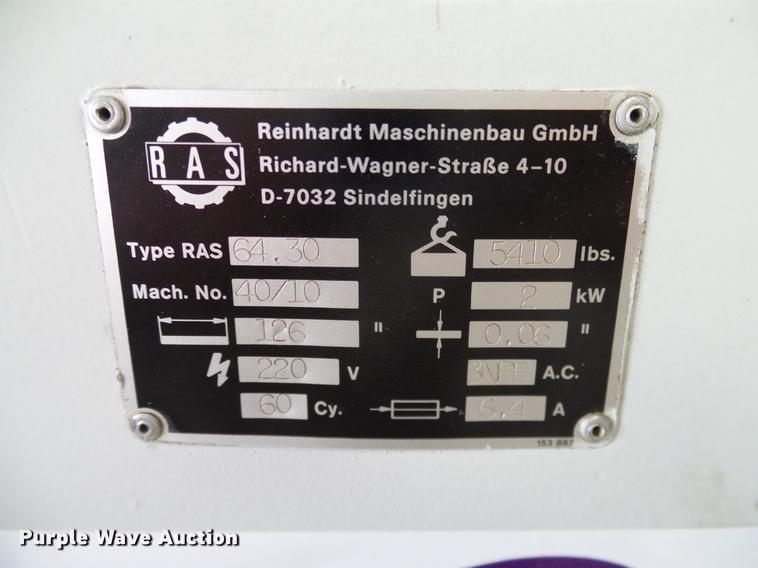 RAS
Reinhardt Maschinenbau GmbH
Richard-Wagner-Straße 4-10
D-7032 Sindelfingen
Type RAS 64.30
5410 lbs.
Mach. No. 40/10
P 2 kW
126 "
0.06 "
220 V
A.C.
60 Cy.
6.4 A
153 897
Purple Wave Auction